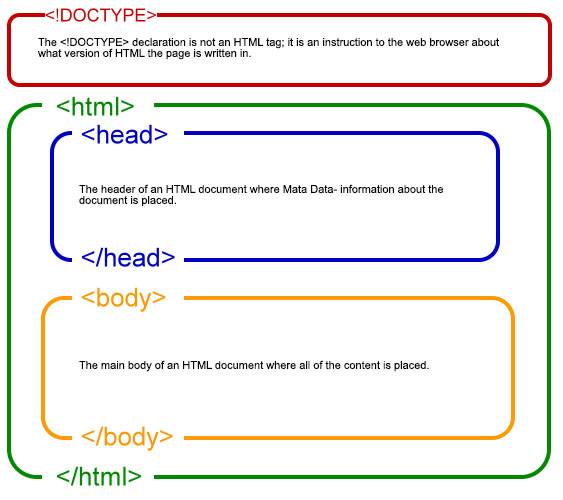 <!DOCTYPE>
The <!DOCTYPE> declaration is not an HTML tag; it is an instruction to the web browser about
what version of HTML the page is written in.
<html>
<head>
The header of an HTML document where Mata Data- information about the
document is placed.
</head>
<body>
The main body of an HTML document where all of the content is placed.
</body>
</html>